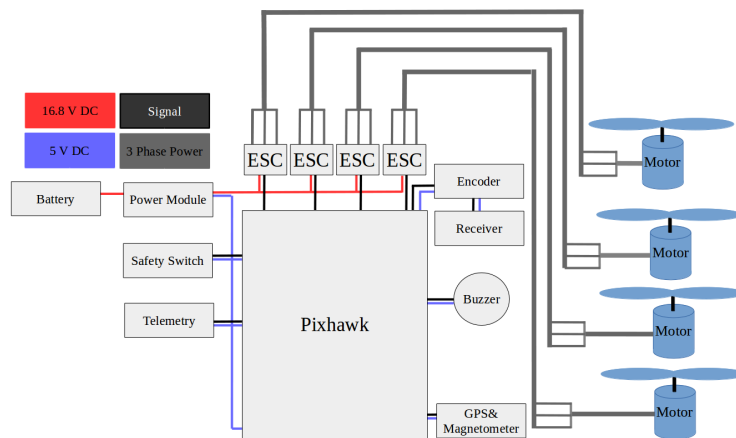 16.8 V DC
Signal
5 V DC
3 Phase Power
ESC
ESC
ESC
ESC
Motor
Battery
Power Module
Encoder
Receiver
Motor
Safety Switch
Buzzer
Telemetry
Pixhawk
Motor
GPS&
Magnetometer
Motor